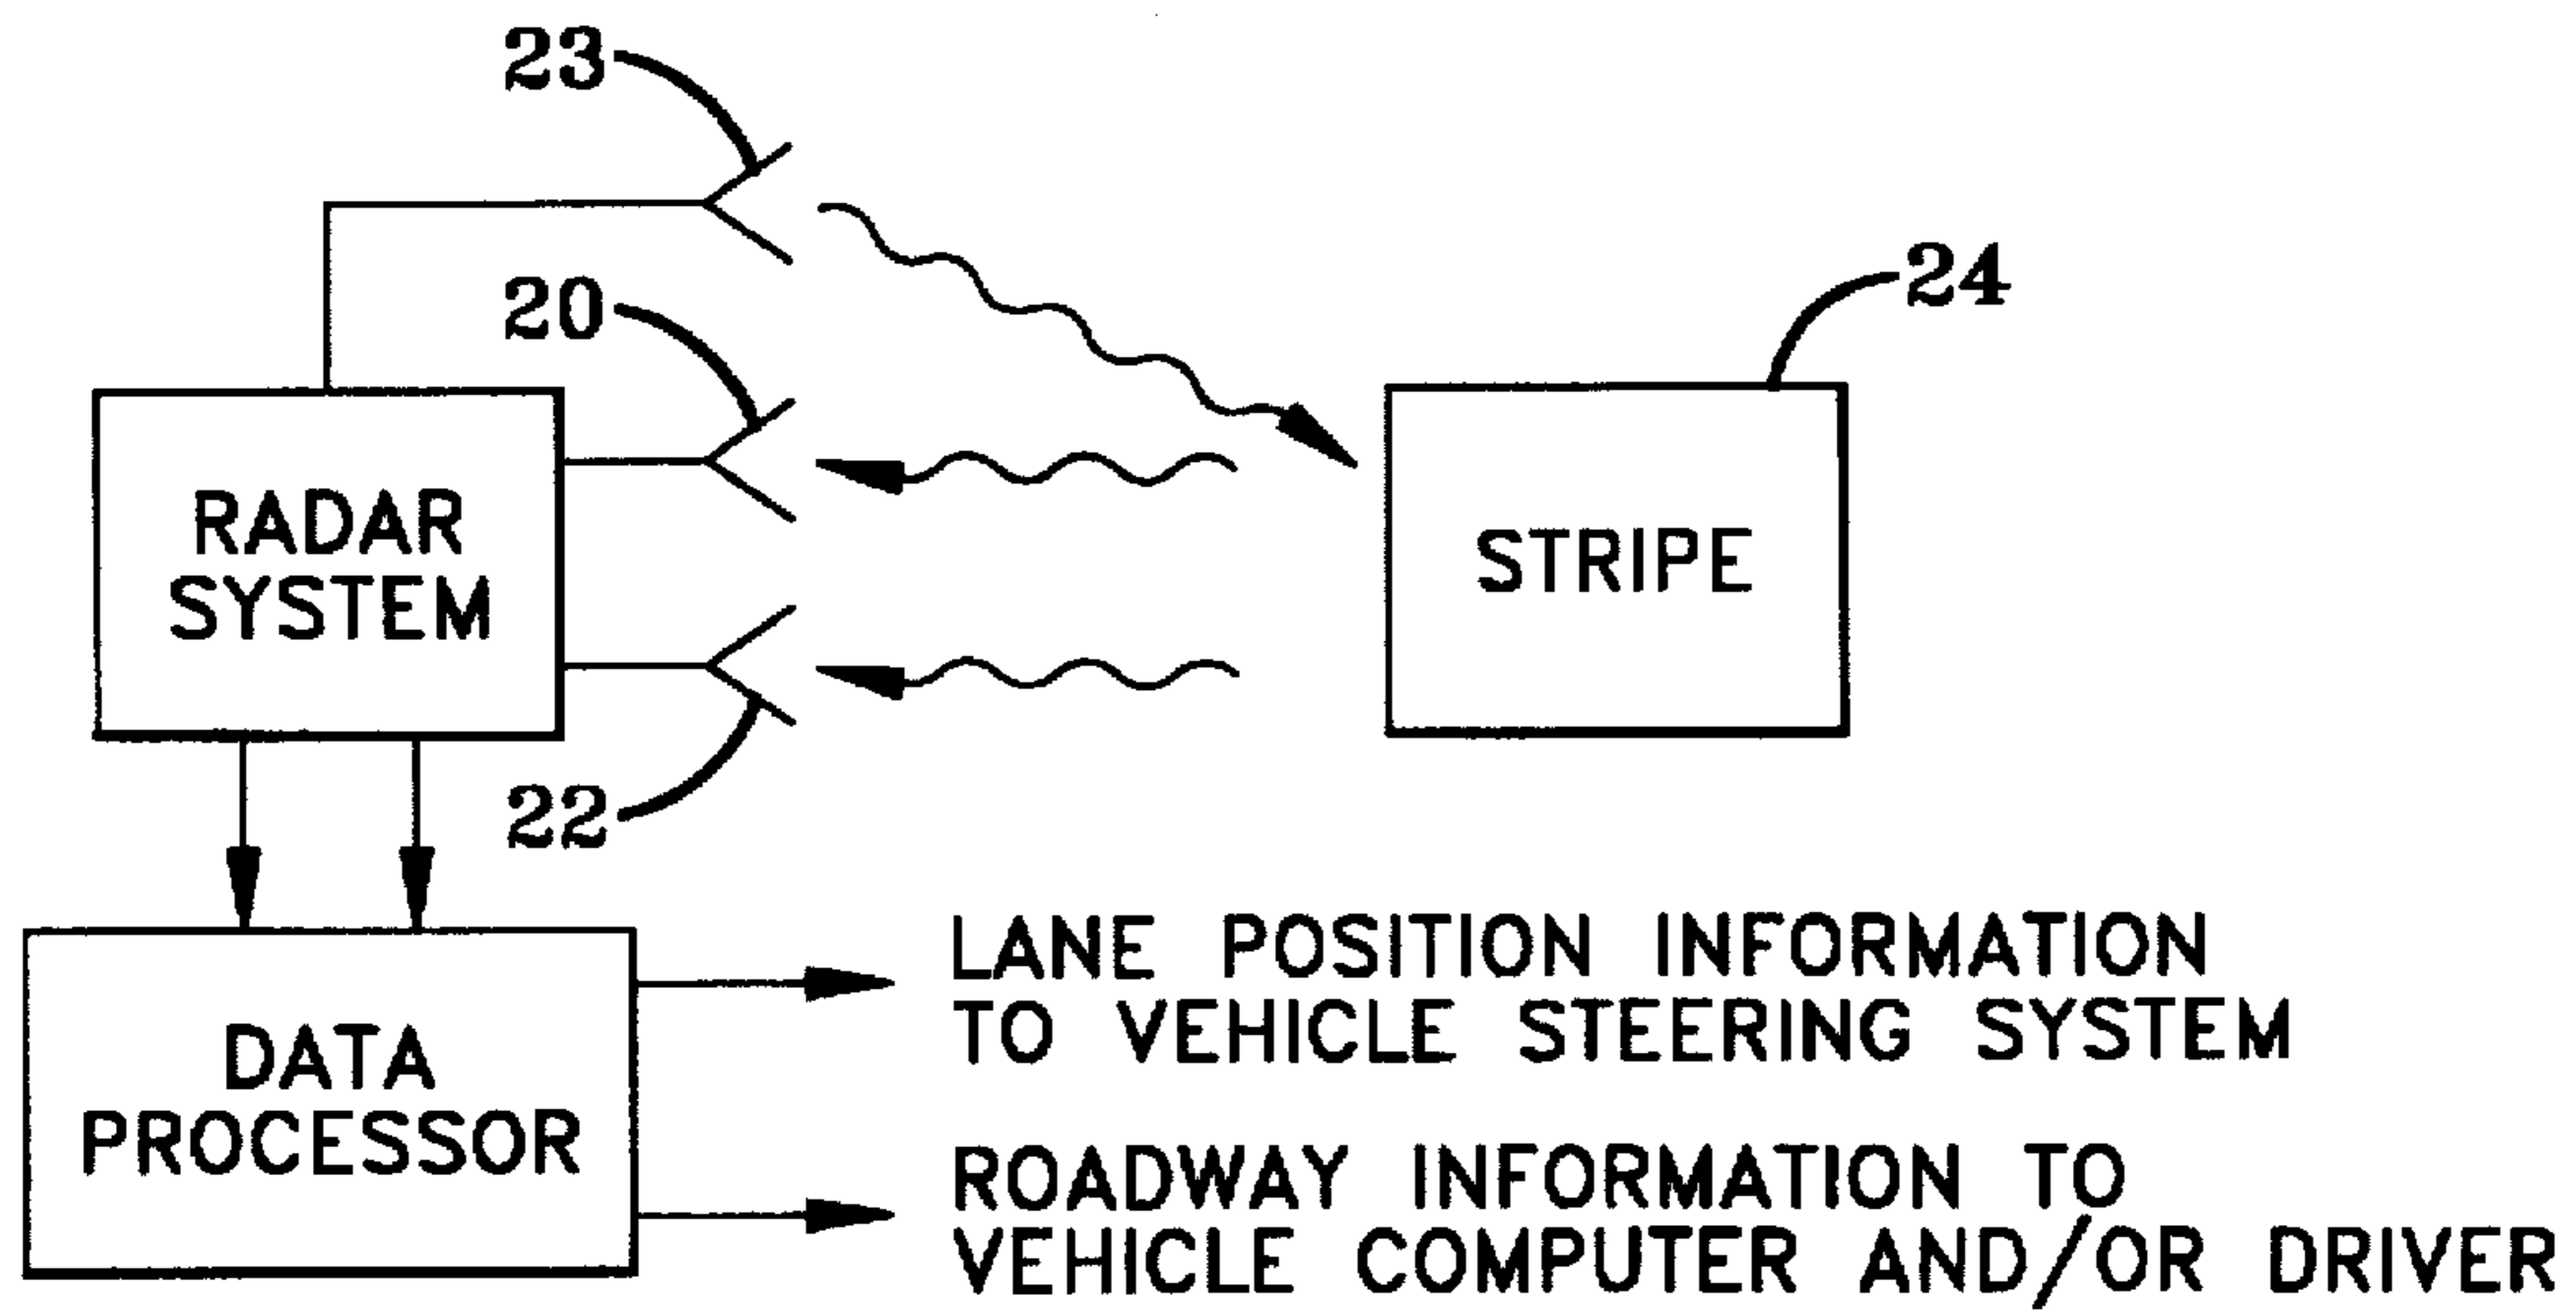 23
20
24
RADAR
SYSTEM
STRIPE
22
LANE POSITION INFORMATION
TO VEHICLE STEERING SYSTEM
DATA
PROCESSOR
ROADWAY INFORMATION TO
VEHICLE COMPUTER AND/OR DRIVER